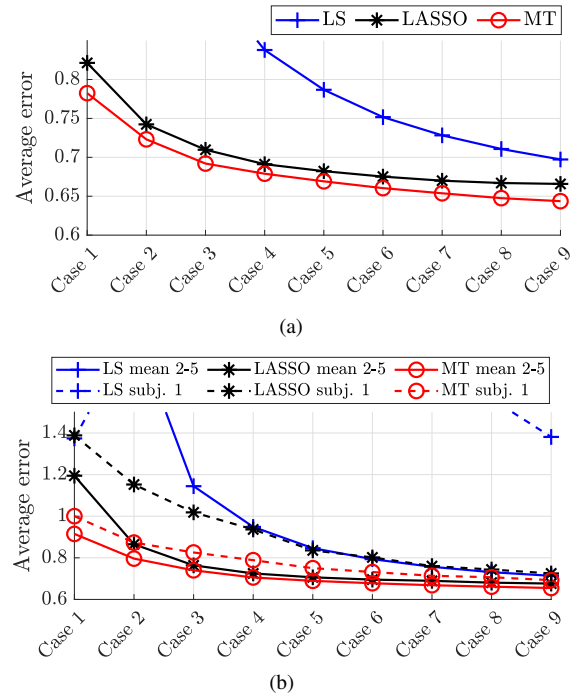 LS LASSO MT
Average error
0.8
0.75
0.7
0.65
0.6
Case 1 Case 2 Case 3 Case 4 Case 5 Case 6 Case 7 Case 8 Case 9
(a)
LS mean 2-5 LASSO mean 2-5 MT mean 2-5
LS subj. 1 LASSO subj. 1 MT subj. 1
Average error
1.4
1.2
1
0.8
0.6
Case 1 Case 2 Case 3 Case 4 Case 5 Case 6 Case 7 Case 8 Case 9
(b)